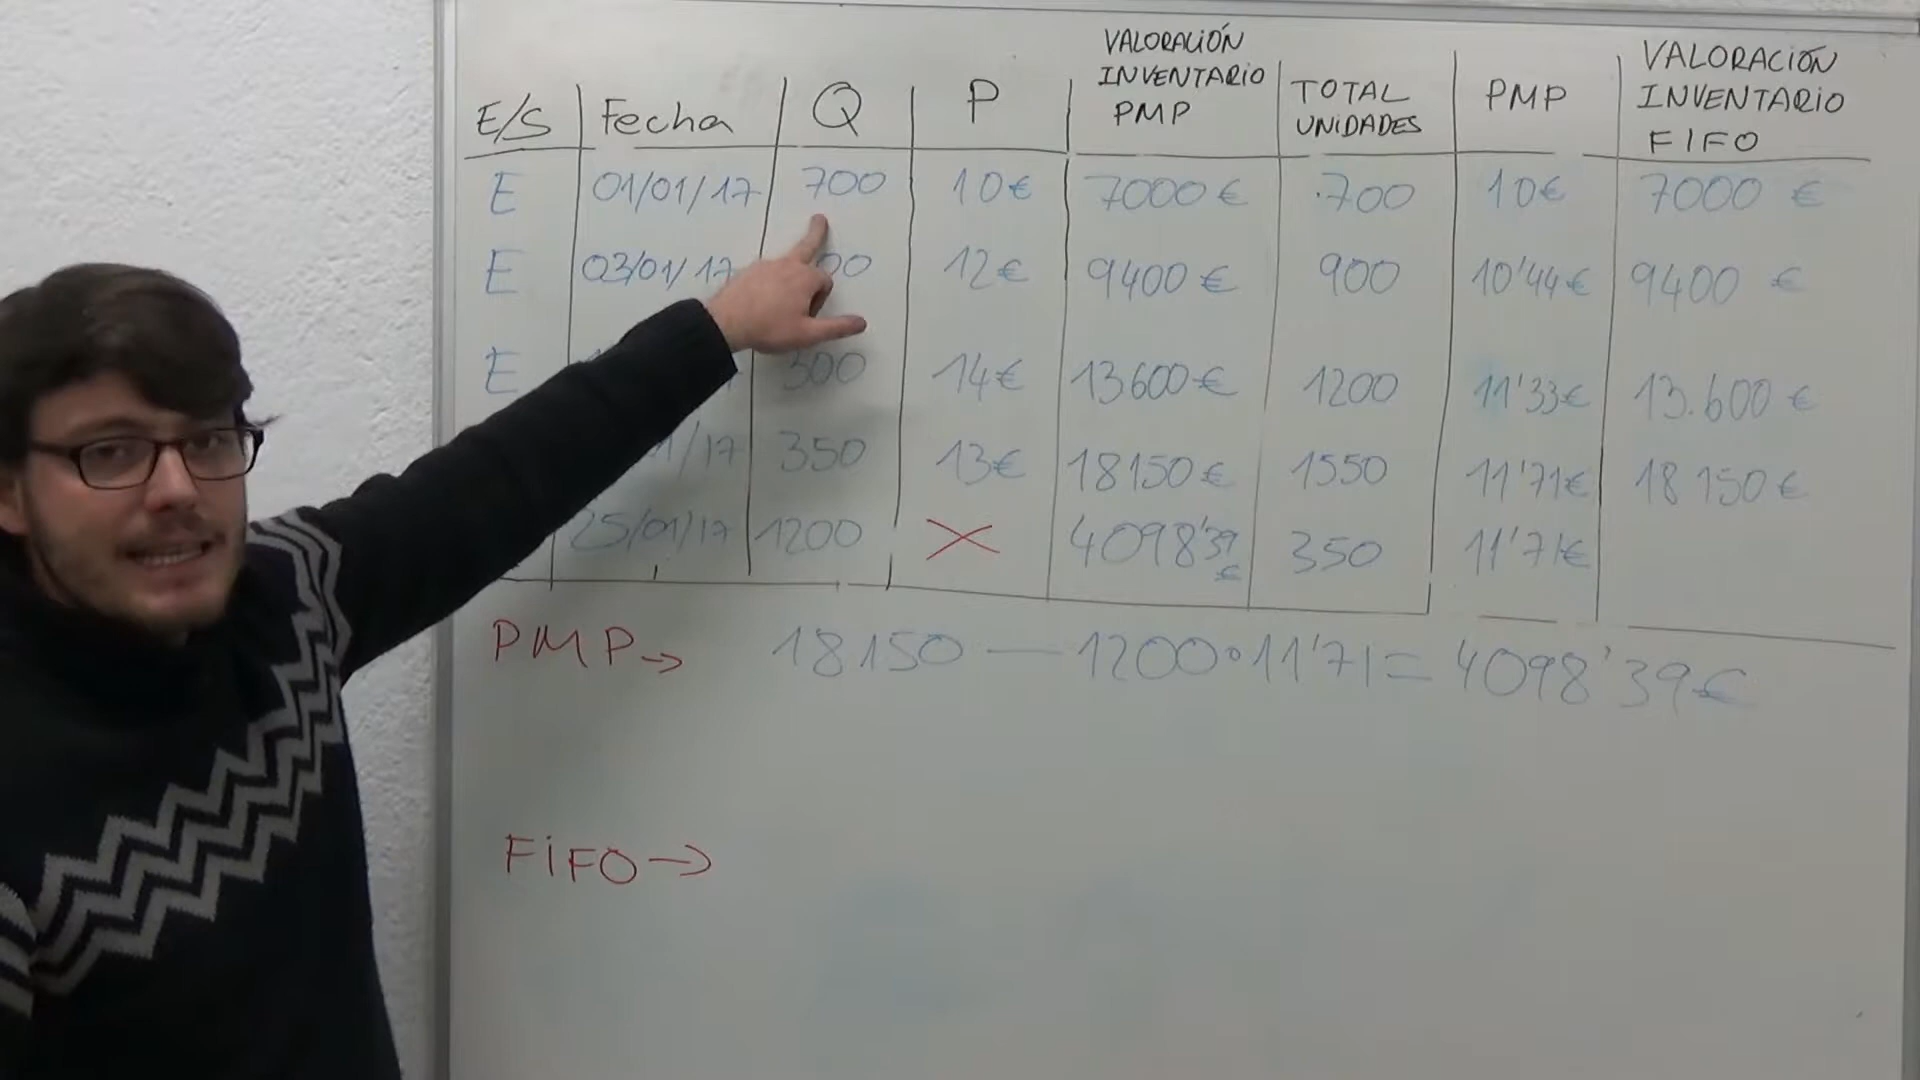 E/S Fecha Q P VALORACIÓN INVENTARIO PMP TOTAL UNIDADES PMP VALORACIÓN INVENTARIO FIFO
E 01/01/17 700 10€ 7000€ 700 10€ 7000 €
E 03/01/17 12€ 9400€ 900 10'44€ 9400 €
E 300 14€ 13600€ 1200 11'33€ 13.600 €
/17 350 13€ 18150€ 1550 11'71€ 18150€
25/01/17 1200 X 4098'39 € 350 11'71€
PMP→ 18150 — 1200•11'71= 4098'39€
FiFO→